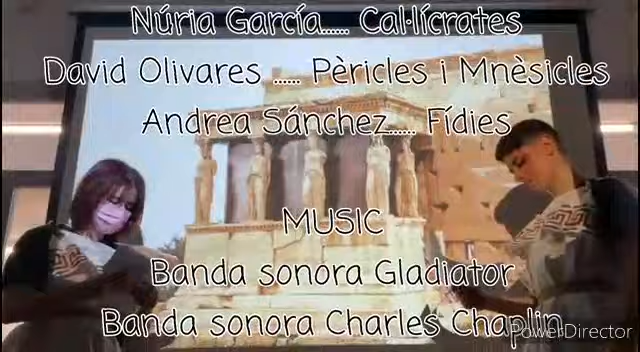 Núria García...... Cal·lícrates
David Olivares ...... Pèricles i Mnèsicles
Andrea Sánchez...... Fídies
MUSIC
Banda sonora Gladiator
Banda sonora Charles Chaplin
PowerDirector